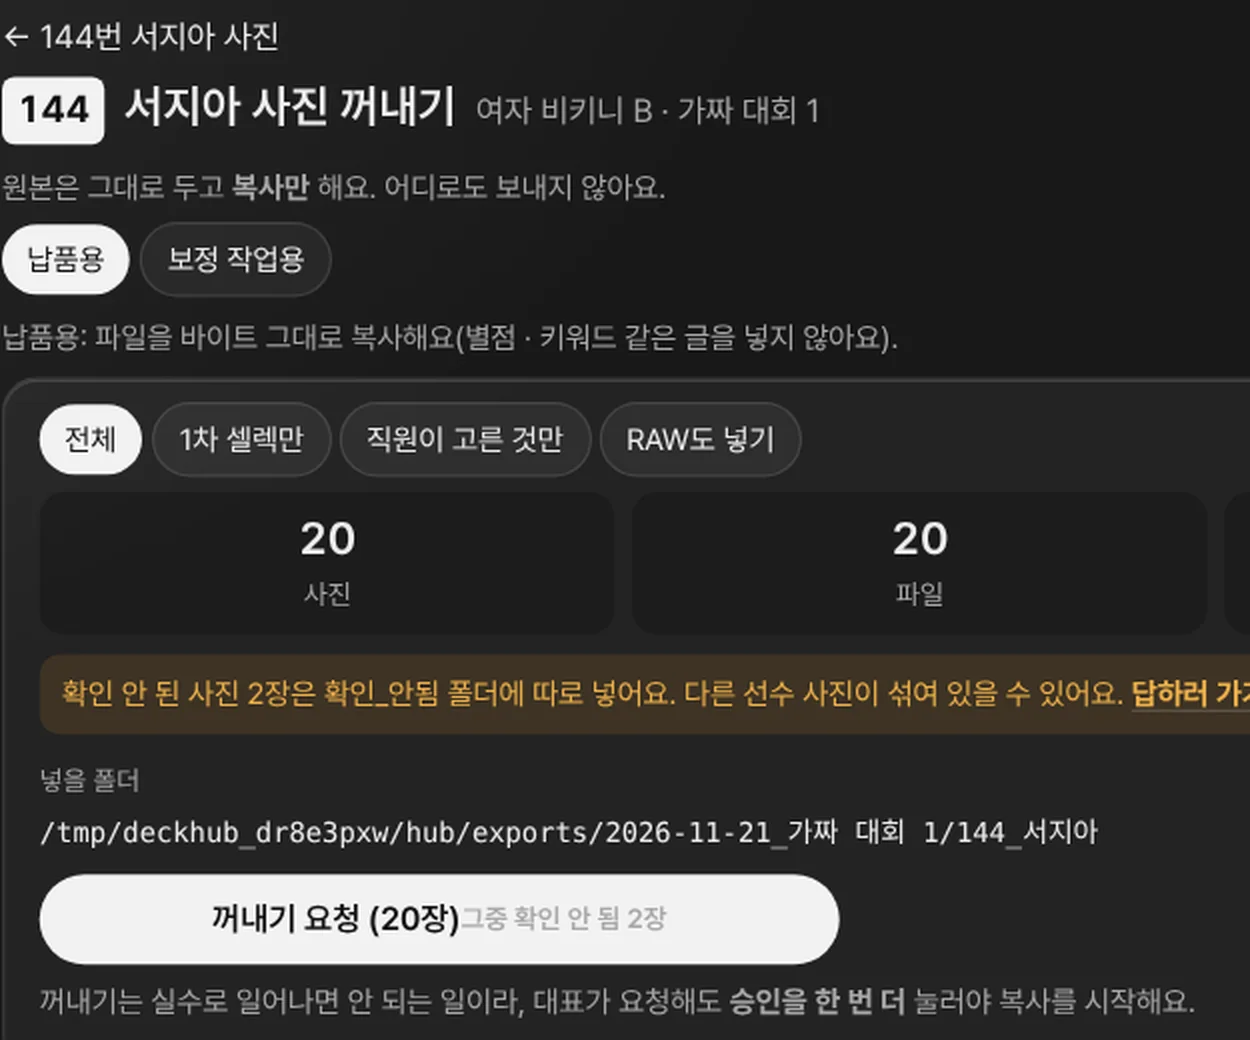 ← 144번 서지아 사진
144 서지아 사진 꺼내기 여자 비키니 B · 가짜 대회 1
원본은 그대로 두고 복사만 해요. 어디로도 보내지 않아요.
납품용 보정 작업용
납품용: 파일을 바이트 그대로 복사해요(별점 · 키워드 같은 글을 넣지 않아요).
전체 1차 셀렉만 직원이 고른 것만 RAW도 넣기
20 20
사진 파일
확인 안 된 사진 2장은 확인_안됨 폴더에 따로 넣어요. 다른 선수 사진이 섞여 있을 수 있어요. 답하러
넣을 폴더
/tmp/deckhub_dr8e3pxw/hub/exports/2026-11-21_가짜 대회 1/144_서지아
꺼내기 요청 (20장)그중 확인 안 됨 2장
꺼내기는 실수로 일어나면 안 되는 일이라, 대표가 요청해도 승인을 한 번 더 눌러야 복사를 시작해요.